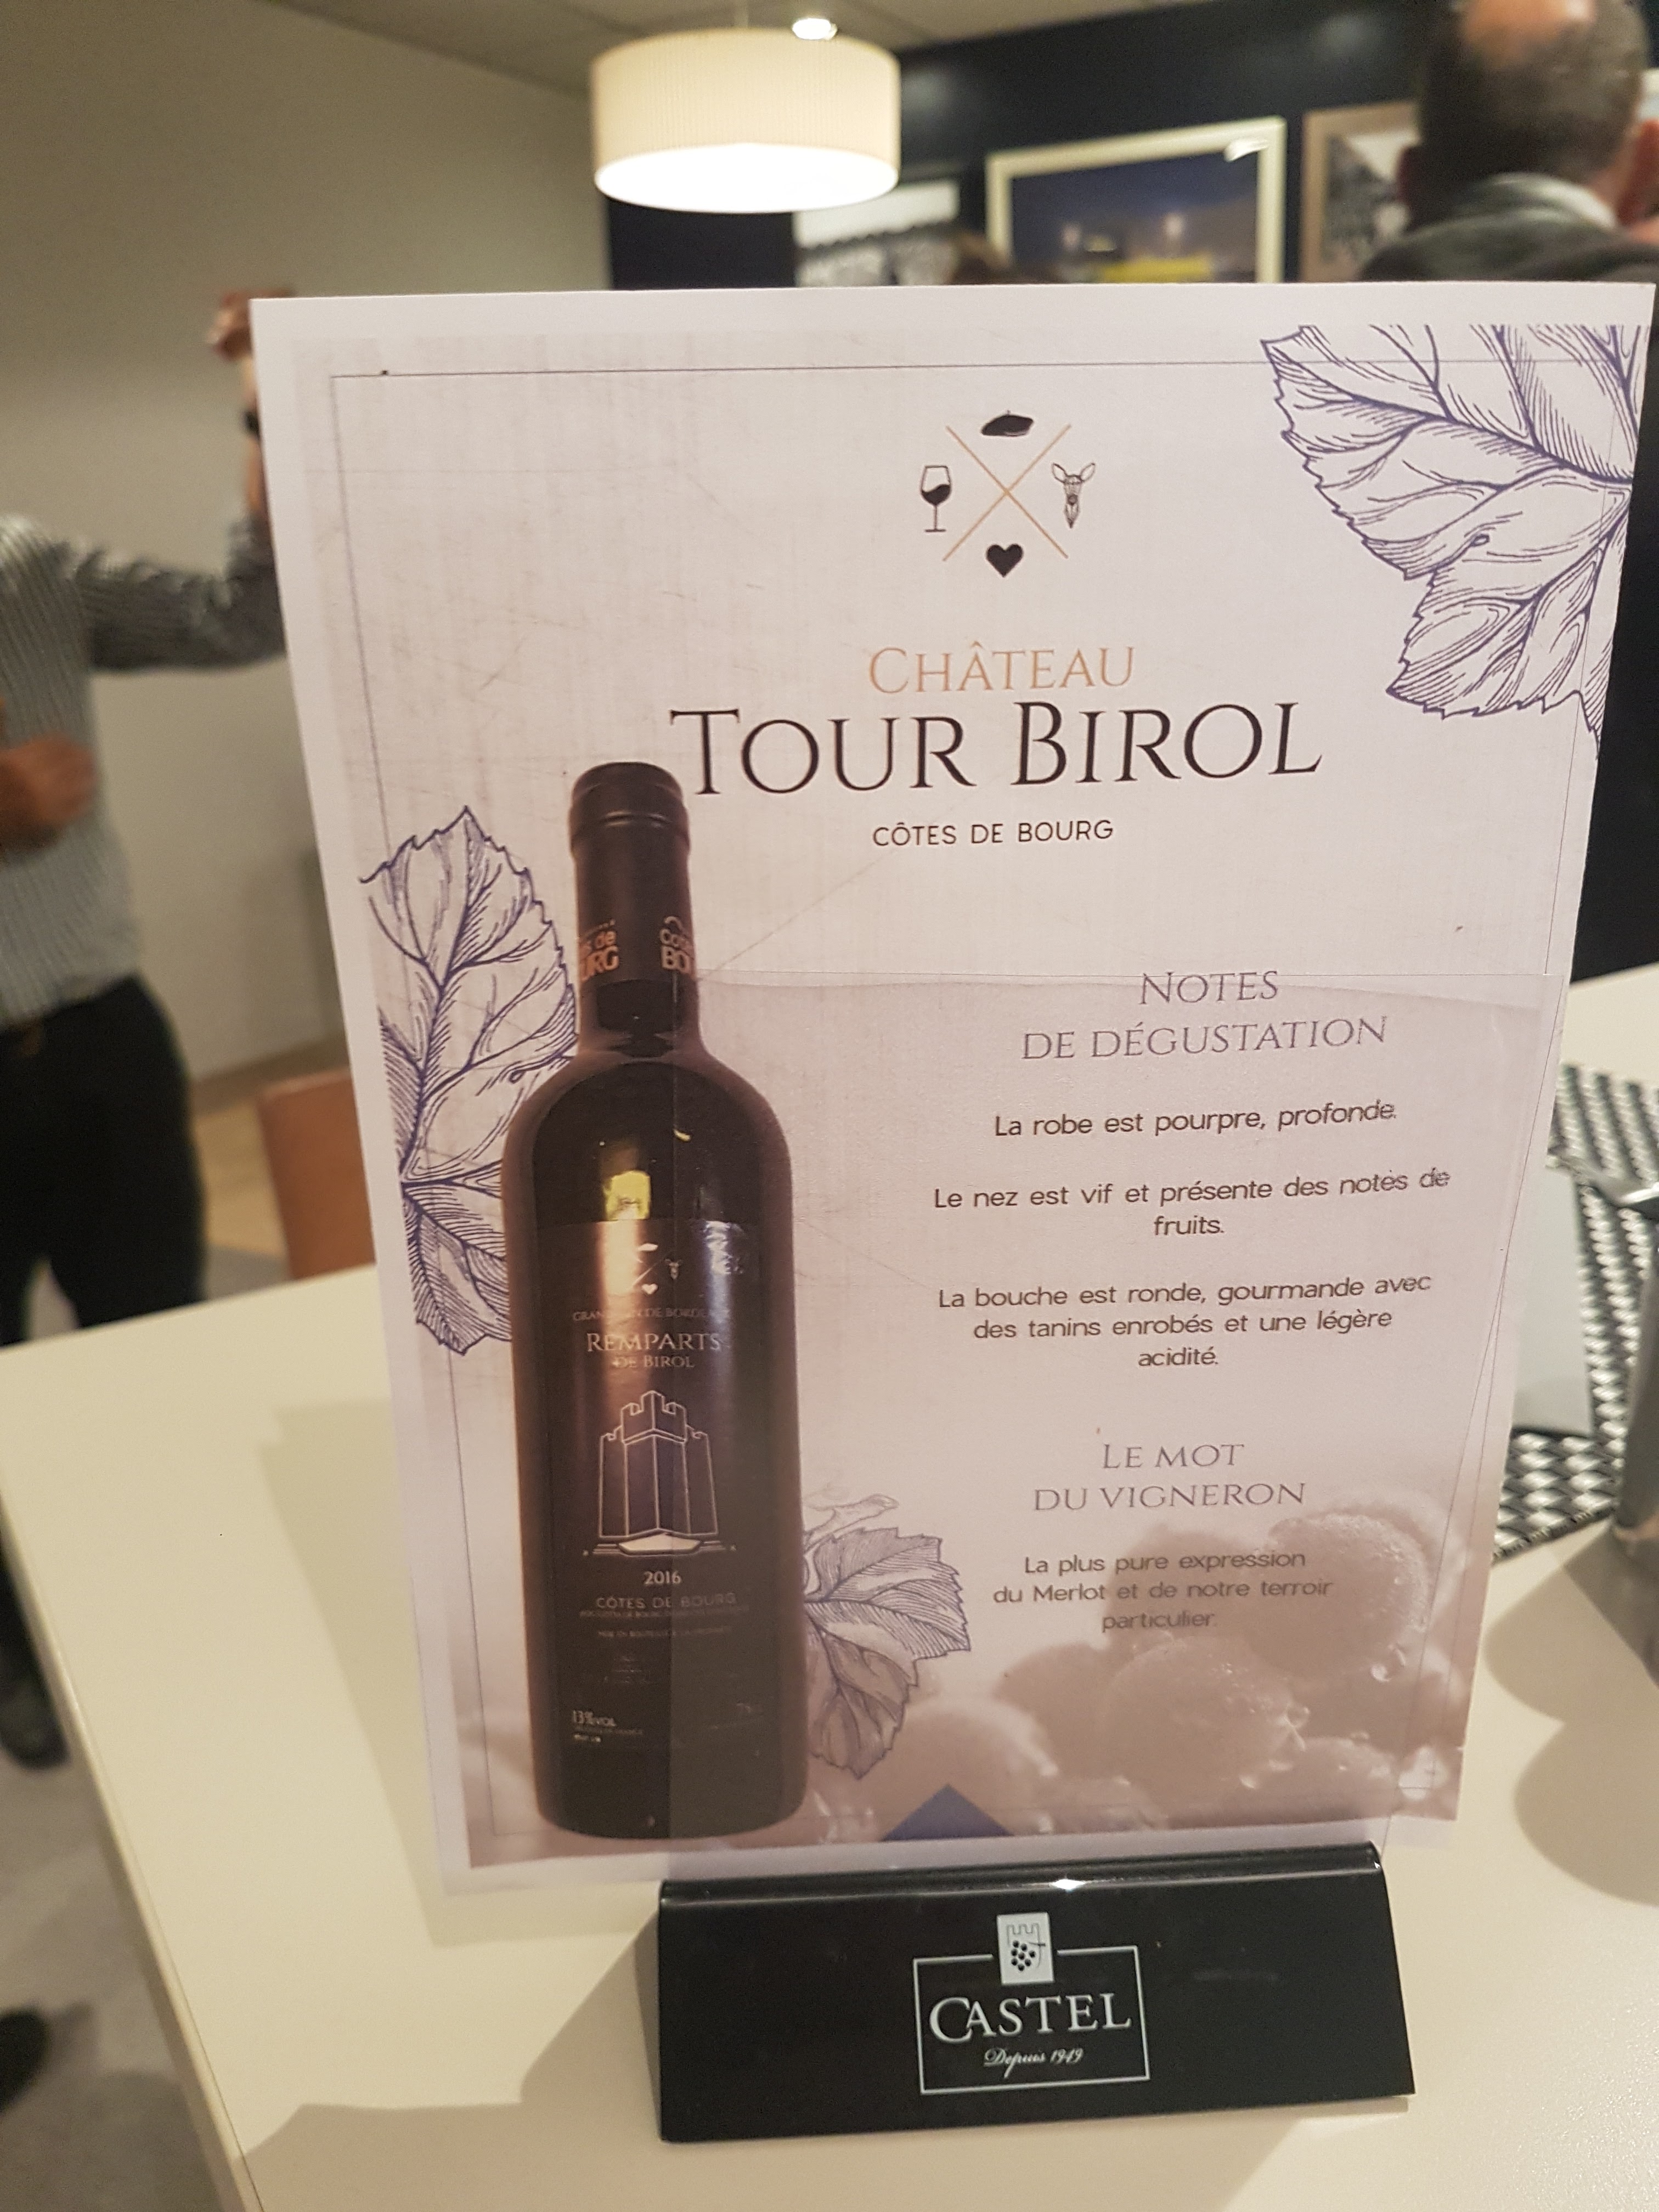 CHÂTEAU
TOUR BIROL
CÔTES DE BOURG
NOTES
DE DÉGUSTATION
La robe est pourpre, profonde.
Le nez est vif et présente des notes de
fruits.
La bouche est ronde, gourmande avec
des tanins enrobés et une légère
acidité.
LE MOT
DU VIGNERON
La plus pure expression
du Merlot et de notre terroir
particulier.
REMPARTS
DE BIROL
2016
CÔTES DE BOURG
13%VOL
CASTEL
Depuis 1949